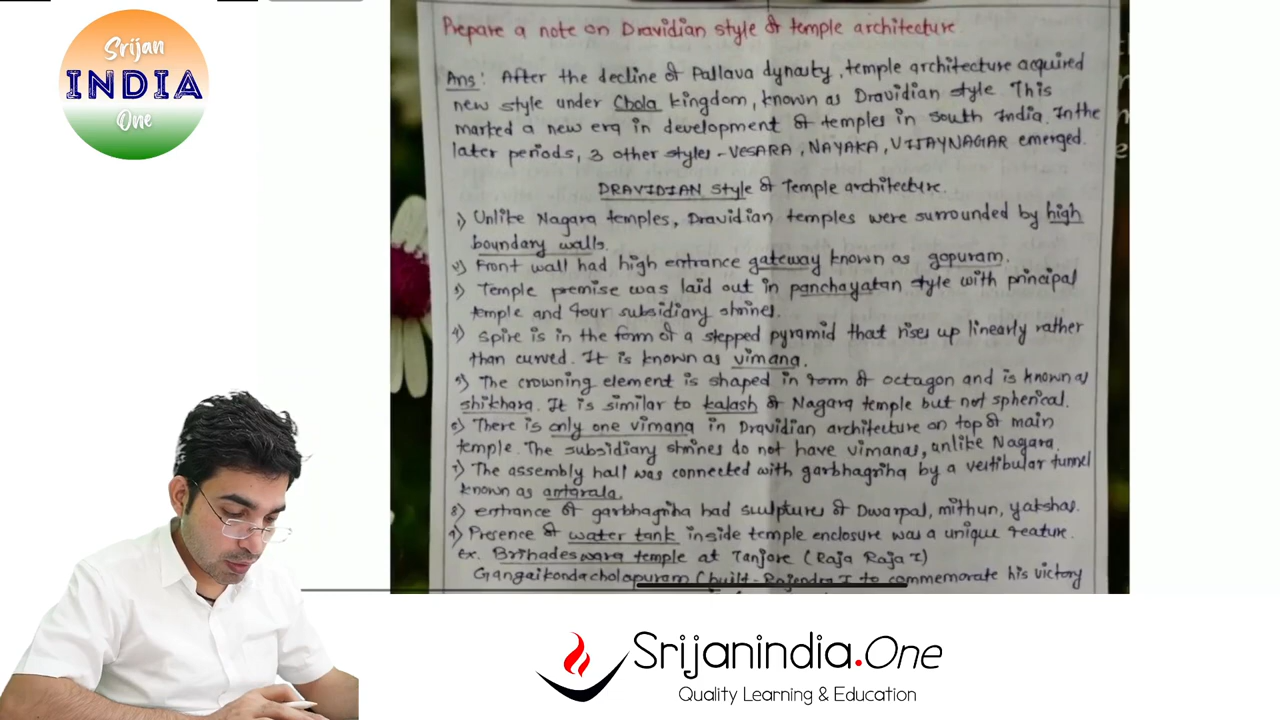 Srijan
INDIA
One
Prepare a note on Dravidian style of temple architecture
Ans: After the decline of Pallava dynasty, temple architecture acquired
new style under Chola kingdom, known as Dravidian style. This
marked a new era in development of temples in south India. In the
later periods, 3 other styles - VESARA, NAYAKA, VIJAYNAGAR emerged.
DRAVIDIAN style of Temple architecture.
1) Unlike Nagara temples, Dravidian temples were surrounded by high
boundary walls.
2) Front wall had high entrance gateway known as gopuram.
3) Temple premise was laid out in panchayatan style with principal
temple and four subsidiary shrines.
4) Spire is in the form of a stepped pyramid that rises up linearly rather
than curved. It is known as vimana.
5) The crowning element is shaped in form of octagon and is known as
shikhara. It is similar to kalash of Nagara temple but not spherical.
6) There is only one vimana in Dravidian architecture on top of main
temple. The subsidiary shrines do not have vimanas, unlike Nagara.
7) The assembly hall was connected with garbhagriha by a vestibular tunnel
known as antarala.
8) entrance of garbhagriha had sculpture of Dwarpal, mithun, yakshas.
9) Presence of water tank inside temple enclosure was a unique feature.
Ex. Brihadeswara temple at Tanjore (Raja Raja I)
Gangaikondacholapuram (built - Rajendra I to commemorate his victory
Srijanindia.One
Quality Learning & Education